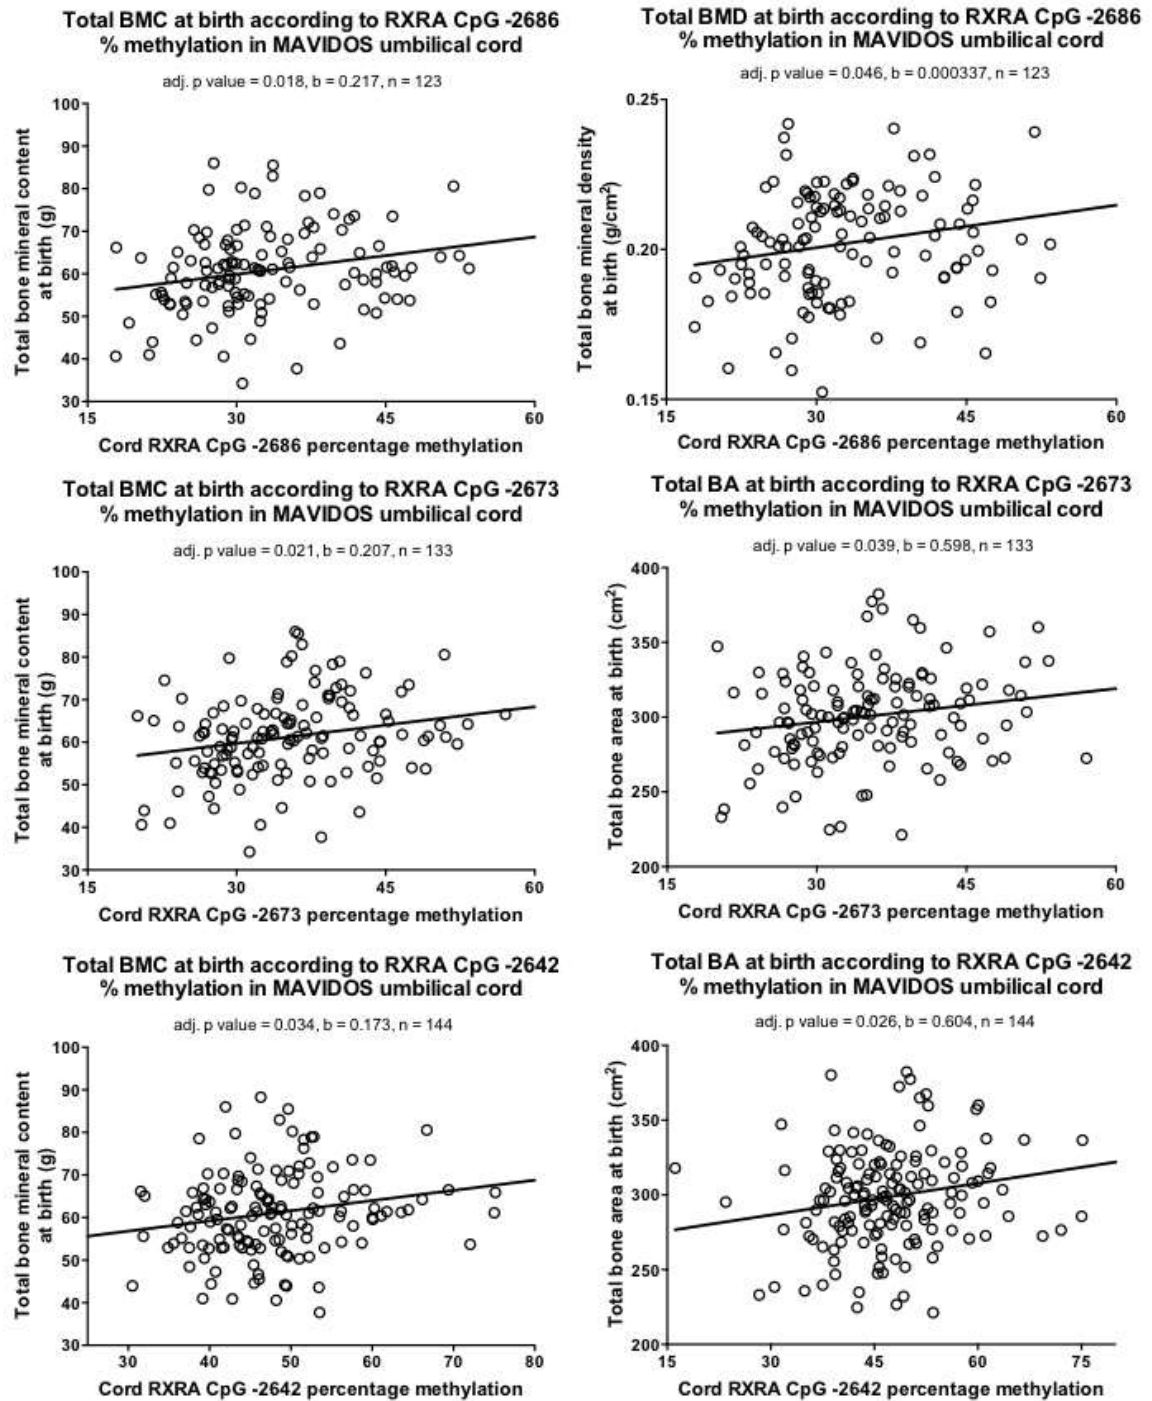 Total BMC at birth according to RXRA CpG -2686
% methylation in MAVIDOS umbilical cord
adj. p value = 0.018, b = 0.217, n = 123
Total bone mineral content
at birth (g)
100
90
80
70
60
50
40
30
15
30
45
60
Cord RXRA CpG -2686 percentage methylation
Total BMD at birth according to RXRA CpG -2686
% methylation in MAVIDOS umbilical cord
adj. p value = 0.046, b = 0.000337, n = 123
Total bone mineral density
at birth (g/cm²)
0.25
0.20
0.15
15
30
45
60
Cord RXRA CpG -2686 percentage methylation
Total BMC at birth according to RXRA CpG -2673
% methylation in MAVIDOS umbilical cord
adj. p value = 0.021, b = 0.207, n = 133
Total bone mineral content
at birth (g)
100
90
80
70
60
50
40
30
15
30
45
60
Cord RXRA CpG -2673 percentage methylation
Total BA at birth according to RXRA CpG -2673
% methylation in MAVIDOS umbilical cord
adj. p value = 0.039, b = 0.598, n = 133
Total bone area at birth (cm²)
400
350
300
250
200
15
30
45
60
Cord RXRA CpG -2673 percentage methylation
Total BMC at birth according to RXRA CpG -2642
% methylation in MAVIDOS umbilical cord
adj. p value = 0.034, b = 0.173, n = 144
Total bone mineral content
at birth (g)
100
90
80
70
60
50
40
30
30
40
50
60
70
80
Cord RXRA CpG -2642 percentage methylation
Total BA at birth according to RXRA CpG -2642
% methylation in MAVIDOS umbilical cord
adj. p value = 0.026, b = 0.604, n = 144
Total bone area at birth (cm²)
400
350
300
250
200
15
30
45
60
75
Cord RXRA CpG -2642 percentage methylation